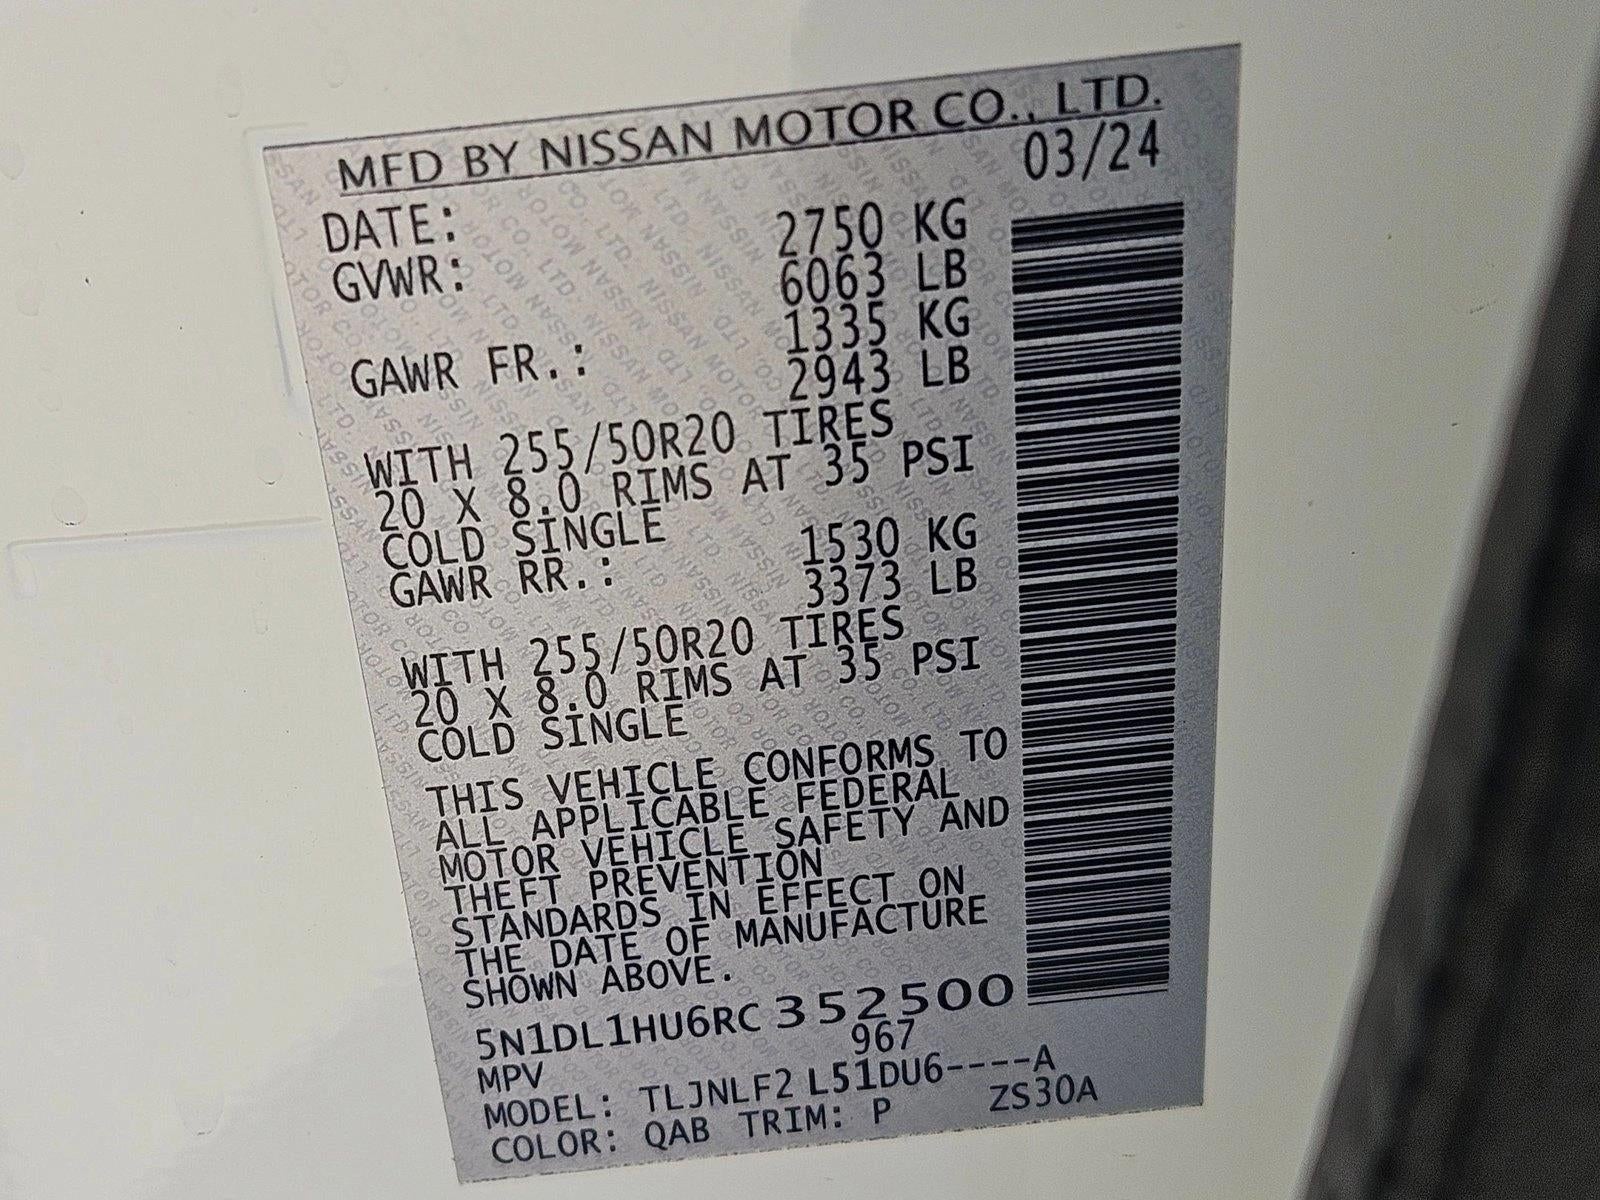 MFD BY NISSAN MOTOR CO., LTD.
DATE: 03/24
GVWR: 2750 KG
6063 LB
GAWR FR.: 1335 KG
2943 LB
WITH 255/50R20 TIRES
20 X 8.0 RIMS AT 35 PSI
COLD SINGLE
GAWR RR.: 1530 KG
3373 LB
WITH 255/50R20 TIRES
20 X 8.0 RIMS AT 35 PSI
COLD SINGLE
THIS VEHICLE CONFORMS TO
ALL APPLICABLE FEDERAL
MOTOR VEHICLE SAFETY AND
THEFT PREVENTION
STANDARDS IN EFFECT ON
THE DATE OF MANUFACTURE
SHOWN ABOVE.
5N1DL1HU6RC 352500
MPV 967
MODEL: TLJNLF2 L51DU6----A
COLOR: QAB TRIM: P ZS30A